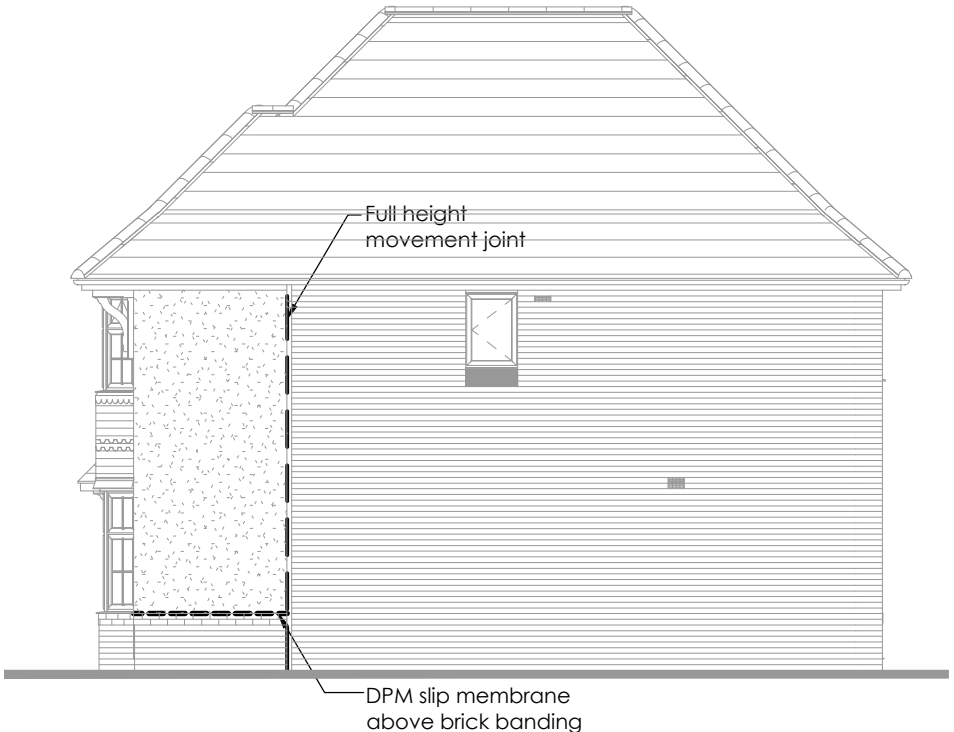 Full height
movement joint
DPM slip membrane
above brick banding